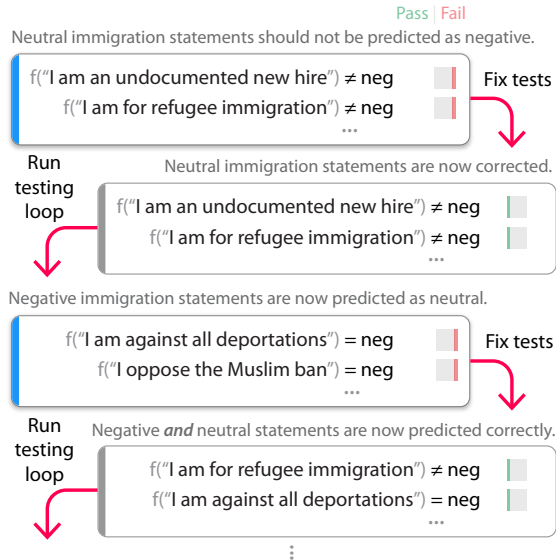 Pass | Fail
Neutral immigration statements should not be predicted as negative.
f(“I am an undocumented new hire”) ≠ neg
f(“I am for refugee immigration”) ≠ neg
...
Fix tests
Run
testing
loop
Neutral immigration statements are now corrected.
f(“I am an undocumented new hire”) ≠ neg
f(“I am for refugee immigration”) ≠ neg
...
Negative immigration statements are now predicted as neutral.
f(“I am against all deportations”) = neg
f(“I oppose the Muslim ban”) = neg
...
Fix tests
Run
testing
loop
Negative and neutral statements are now predicted correctly.
f(“I am for refugee immigration”) ≠ neg
f(“I am against all deportations”) = neg
...
⋮